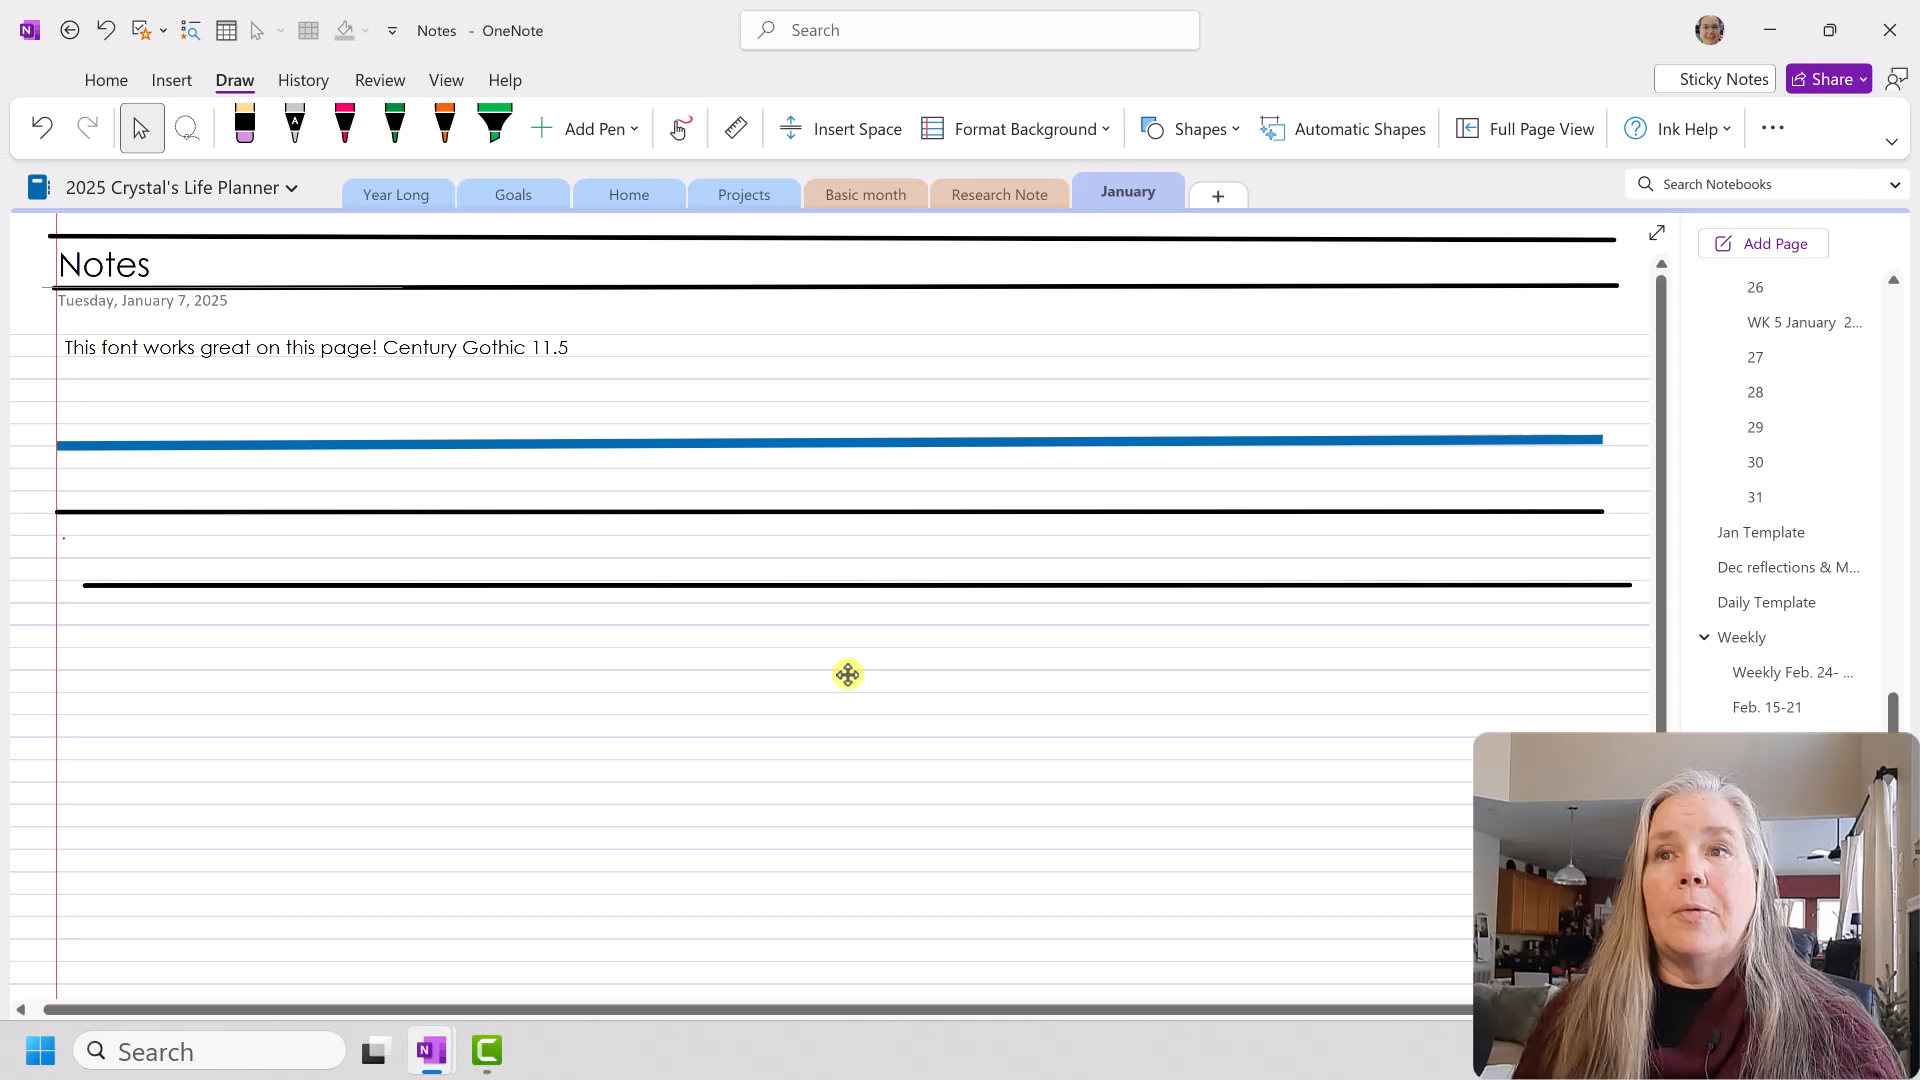 Notes - OneNote
Search
Home Insert Draw History Review View Help
Sticky Notes Share
A Add Pen Insert Space Format Background Shapes Automatic Shapes Full Page View Ink Help
2025 Crystal's Life Planner
Year Long Goals Home Projects Basic month Research Note January
Search Notebooks
Notes
Tuesday, January 7, 2025
This font works great on this page! Century Gothic 11.5
Add Page
26
WK 5 January 2...
27
28
29
30
31
Jan Template
Dec reflections & M...
Daily Template
Weekly
Weekly Feb. 24- ...
Feb. 15-21
Search